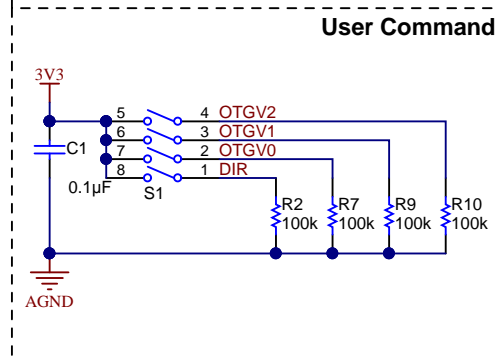 User Command
3V3
5 4 OTGV2
6 3 OTGV1
C1 7 2 OTGV0
0.1µF 8 1 DIR
S1
R2 R7 R9 R10
100k 100k 100k 100k
AGND